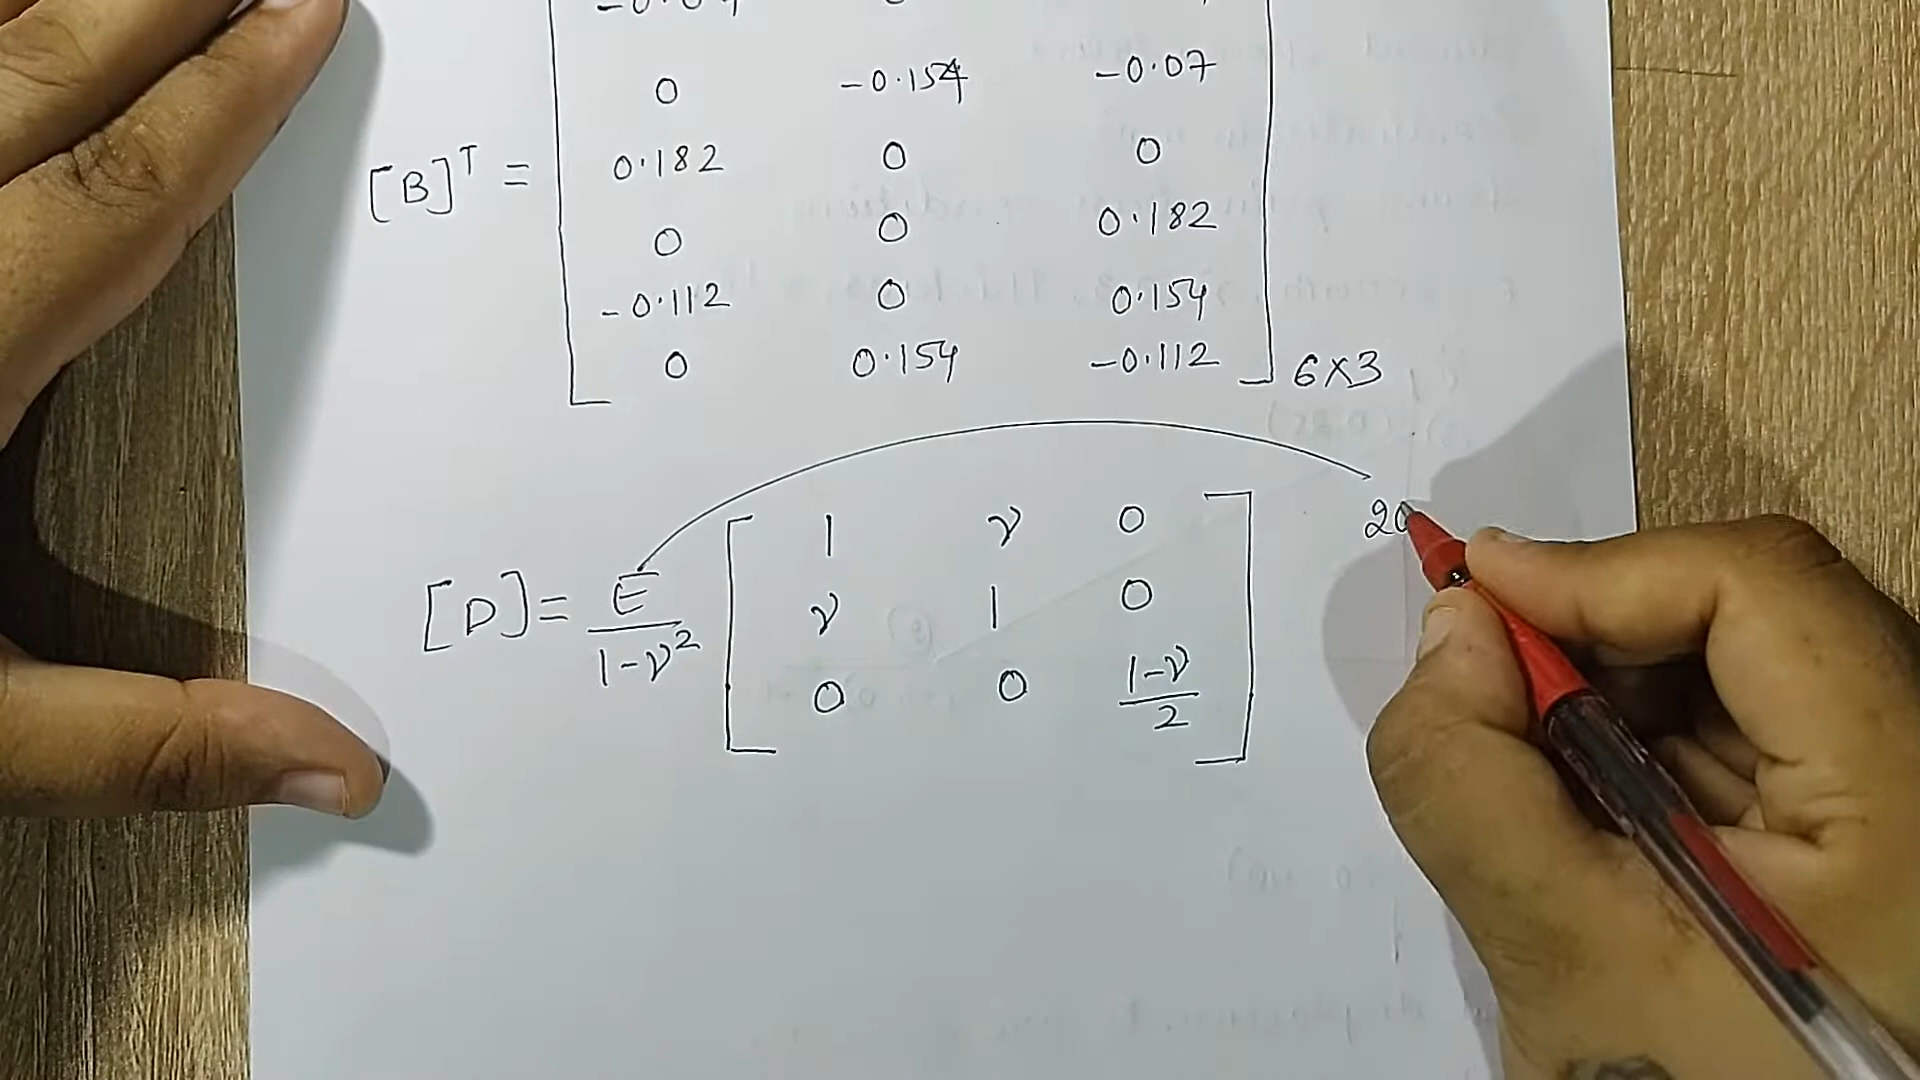 0 -0.154 -0.07
[B]ᵀ = 0.182 0 0
0 0 0.182
-0.112 0 0.154
0 0.154 -0.112 6×3
1 ν 0 20
[D] = E/1-ν² ν 1 0
0 0 1-ν/2